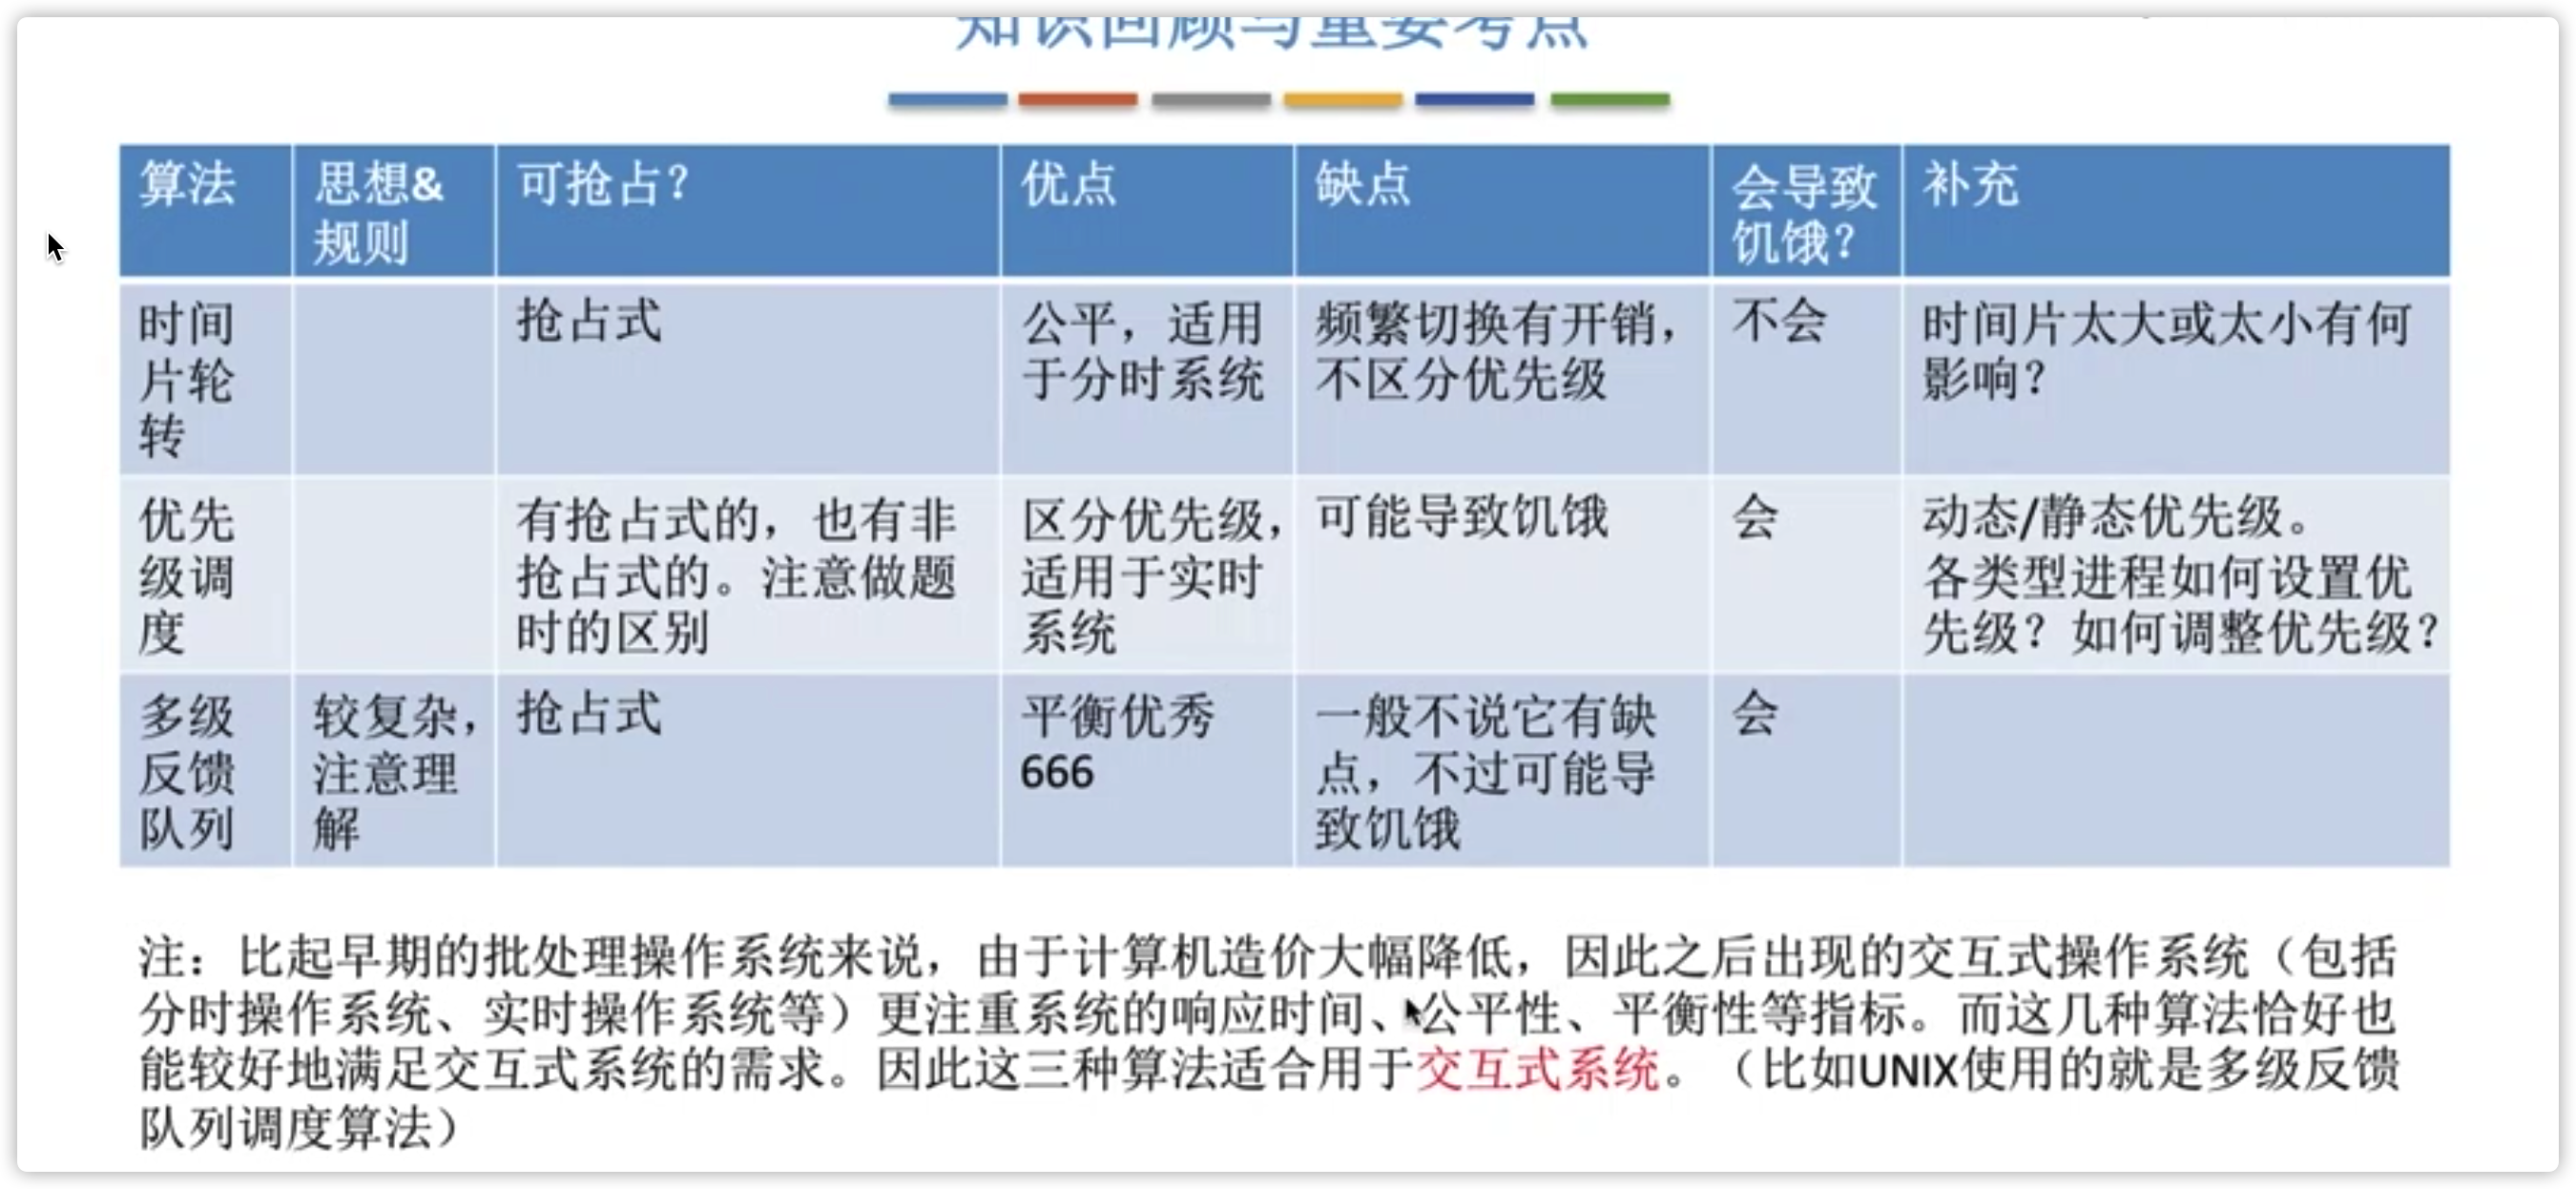 知识回顾与重要考点
算法
思想&
规则
可抢占？
优点
缺点
会导致
饥饿？
补充
时间
片轮
转
抢占式
公平，适用
于分时系统
频繁切换有开销，
不区分优先级
不会
时间片太大或太小有何
影响？
优先
级调
度
有抢占式的，也有非
抢占式的。注意做题
时的区别
区分优先级，
适用于实时
系统
可能导致饥饿
会
动态/静态优先级。
各类型进程如何设置优
先级？如何调整优先级？
多级
反馈
队列
较复杂，
注意理
解
抢占式
平衡优秀
666
一般不说它有缺
点，不过可能导
致饥饿
会
注：比起早期的批处理操作系统来说，由于计算机造价大幅降低，因此之后出现的交互式操作系统（包括
分时操作系统、实时操作系统等）更注重系统的响应时间、公平性、平衡性等指标。而这几种算法恰好也
能较好地满足交互式系统的需求。因此这三种算法适合用于交互式系统。（比如UNIX使用的就是多级反馈
队列调度算法）